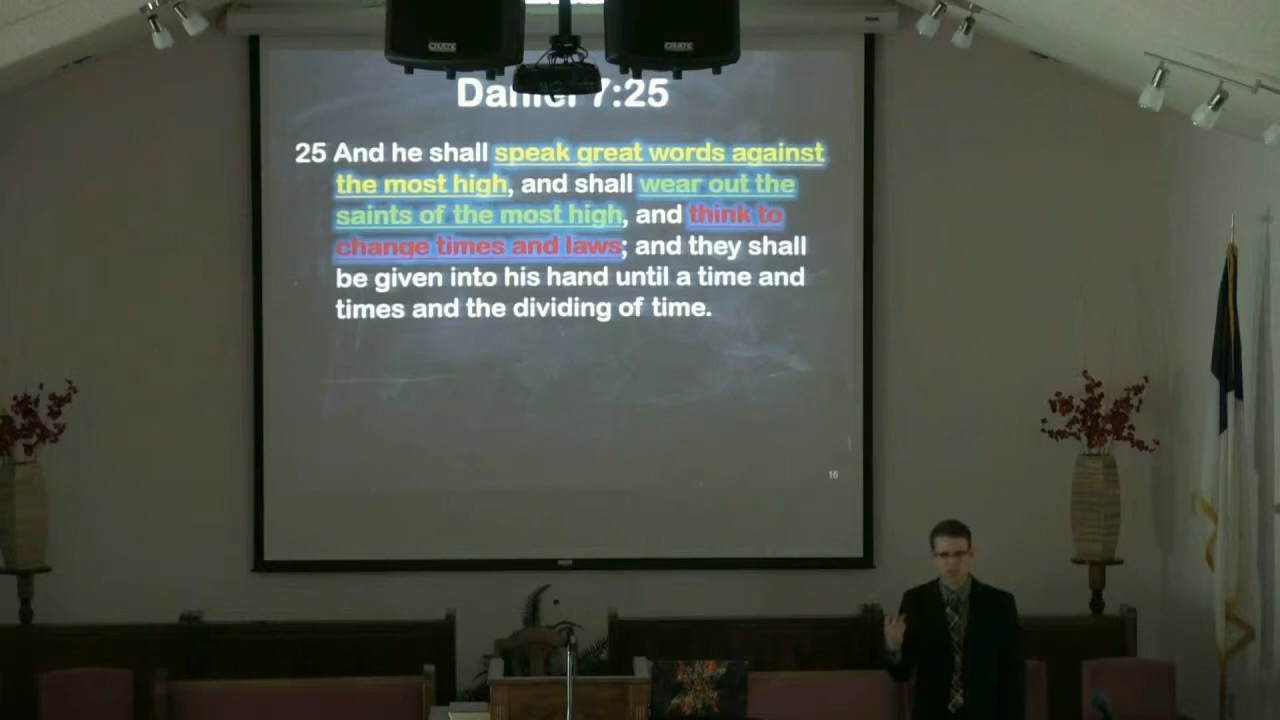 CRATE CRATE
Daniel 7:25
25 And he shall speak great words against
the most high, and shall wear out the
saints of the most high, and think to
change times and laws; and they shall
be given into his hand until a time and
times and the dividing of time.
16